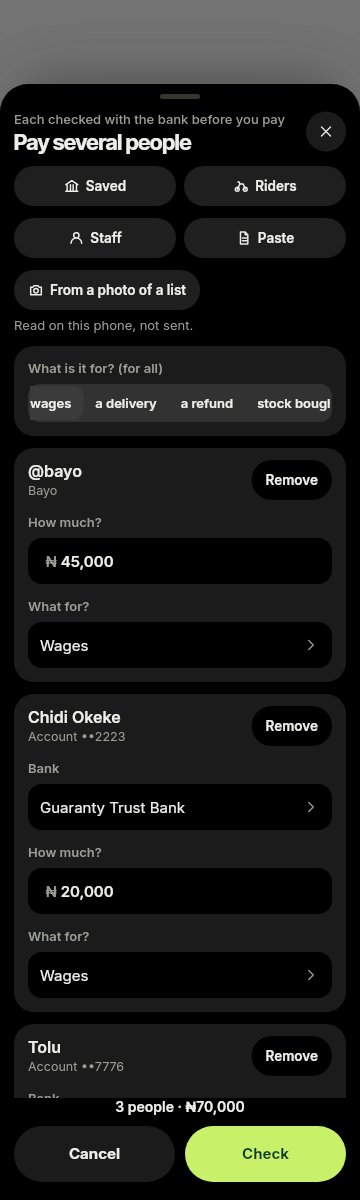 Each checked with the bank before you pay
Pay several people
Saved
Riders
Staff
Paste
From a photo of a list
Read on this phone, not sent.
What is it for? (for all)
wages a delivery a refund stock bougl
@bayo
Bayo
Remove
How much?
₦ 45,000
What for?
Wages
Chidi Okeke
Account ••2223
Remove
Bank
Guaranty Trust Bank
How much?
₦ 20,000
What for?
Wages
Tolu
Account ••7776
Remove
Bank
3 people · ₦70,000
Cancel
Check